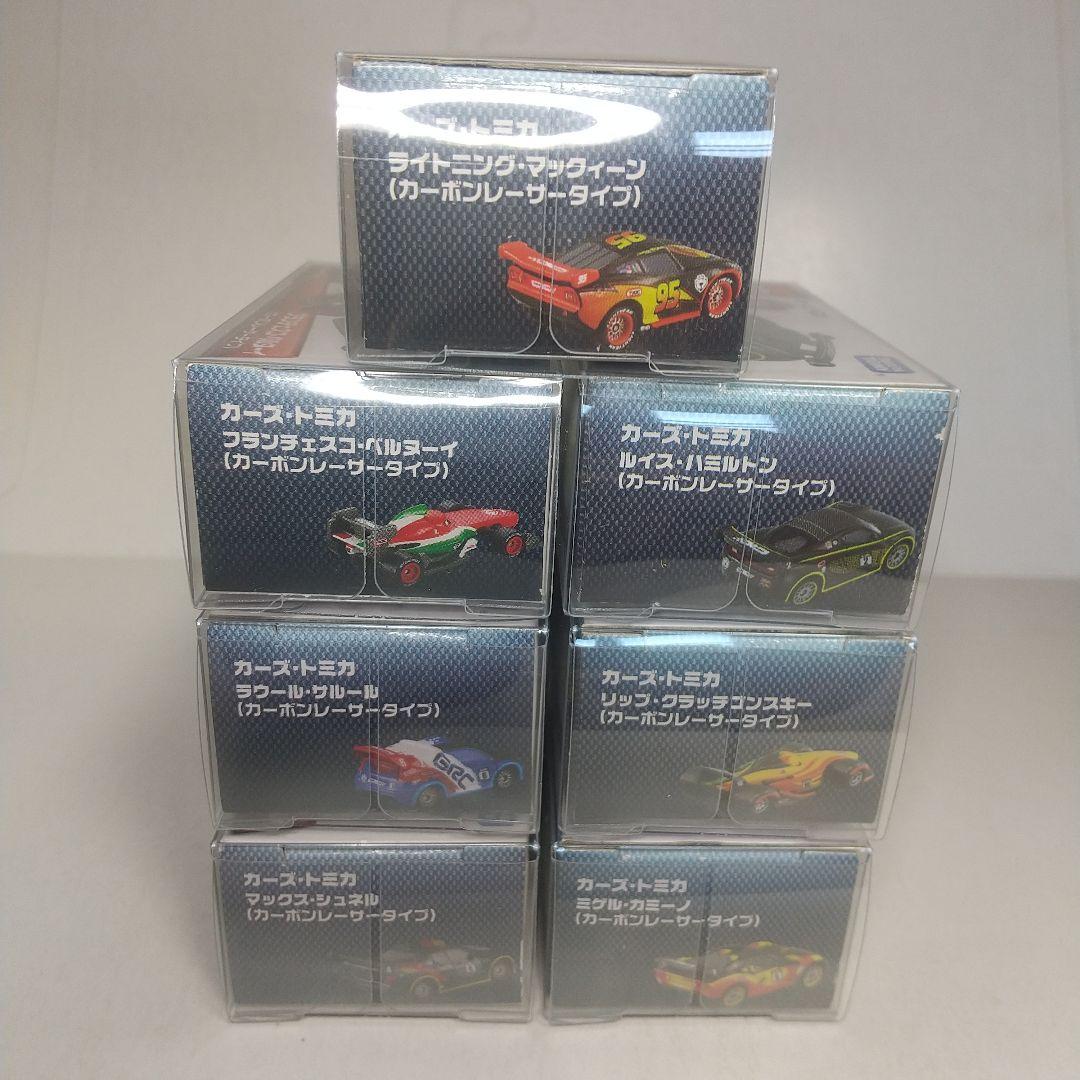 カーズ・トミカ
ライトニング・マックィーン
(カーボンレーサータイプ)
95
95
カーズ・トミカ
フランチェスコ・ベルヌーイ
(カーボンレーサータイプ)
カーズ・トミカ
ルイス・ハミルトン
(カーボンレーサータイプ)
カーズ・トミカ
ラウール・サルール
(カーボンレーサータイプ)
GRC
カーズ・トミカ
リップ・クラッチゴンスキー
(カーボンレーサータイプ)
カーズ・トミカ
マックス・シュネル
(カーボンレーサータイプ)
カーズ・トミカ
ミゲル・カミーノ
(カーボンレーサータイプ)